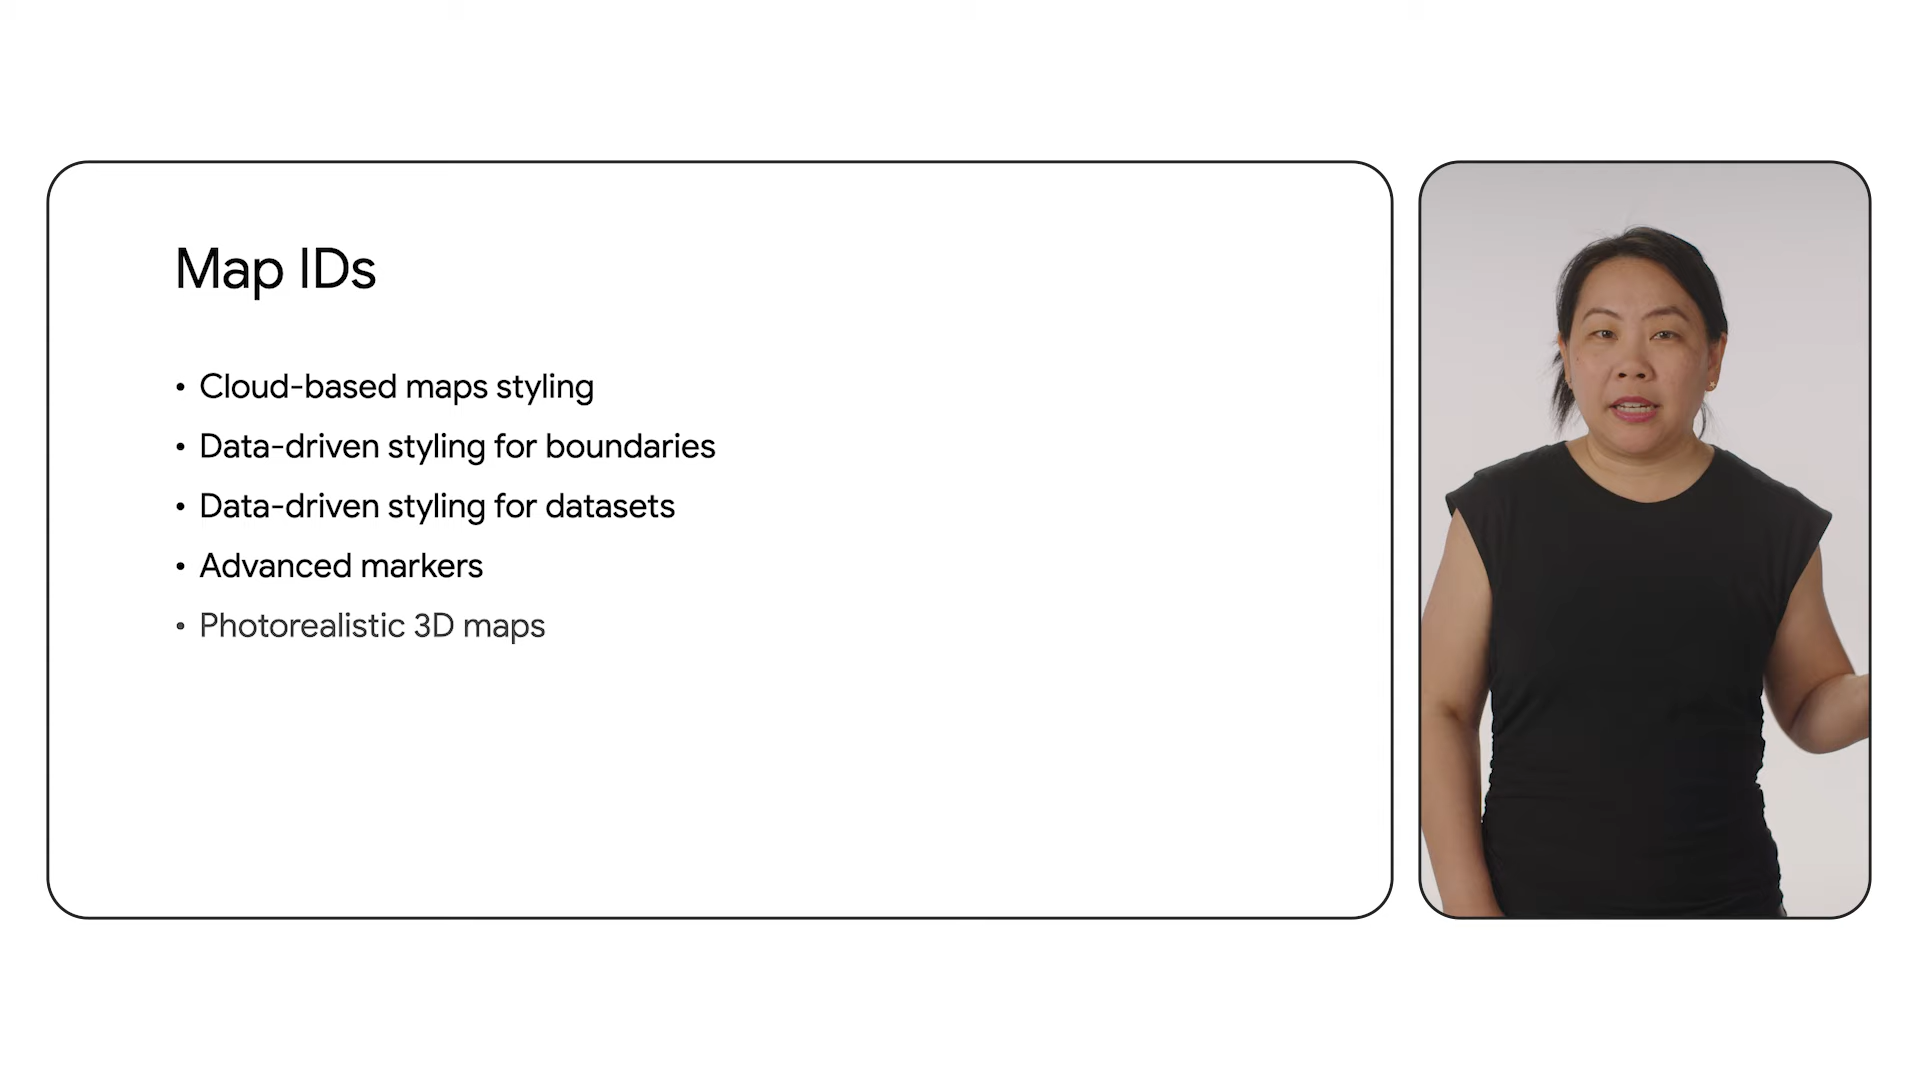 Map IDs
• Cloud-based maps styling
• Data-driven styling for boundaries
• Data-driven styling for datasets
• Advanced markers
• Photorealistic 3D maps